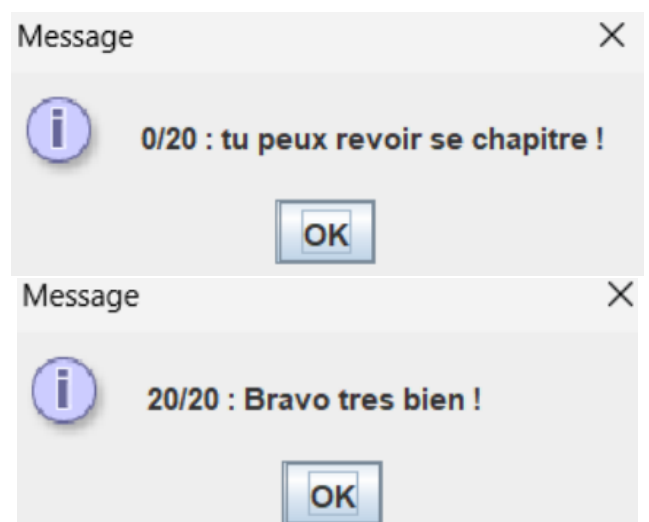 Message
0/20 : tu peux revoir se chapitre !
OK
Message
20/20 : Bravo tres bien !
OK